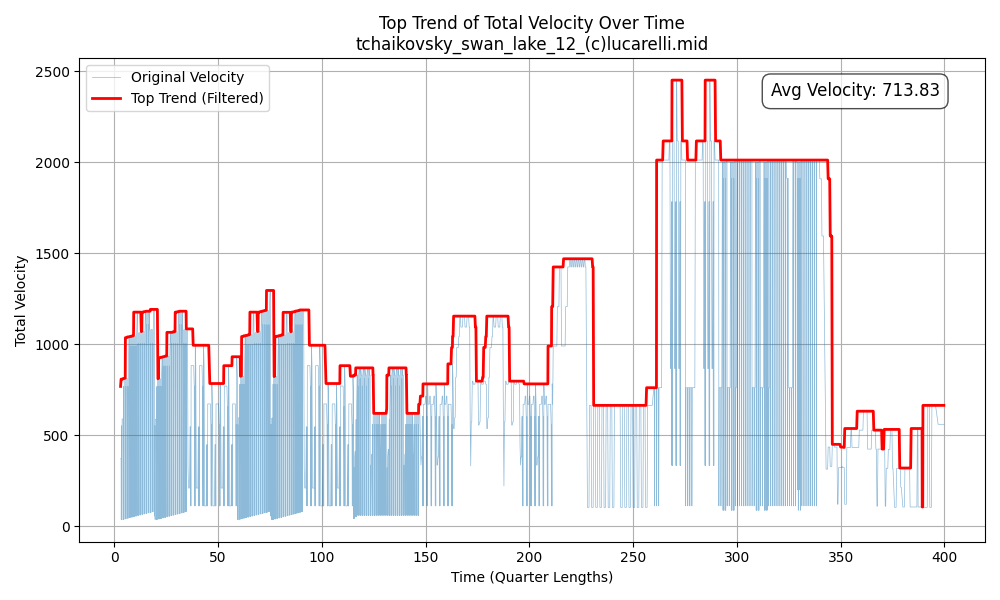 Top Trend of Total Velocity Over Time
tchaikovsky_swan_lake_12_(c)lucarelli.mid
Original Velocity
Top Trend (Filtered)
Avg Velocity: 713.83
Total Velocity
2500
2000
1500
1000
500
0
0 50 100 150 200 250 300 350 400
Time (Quarter Lengths)